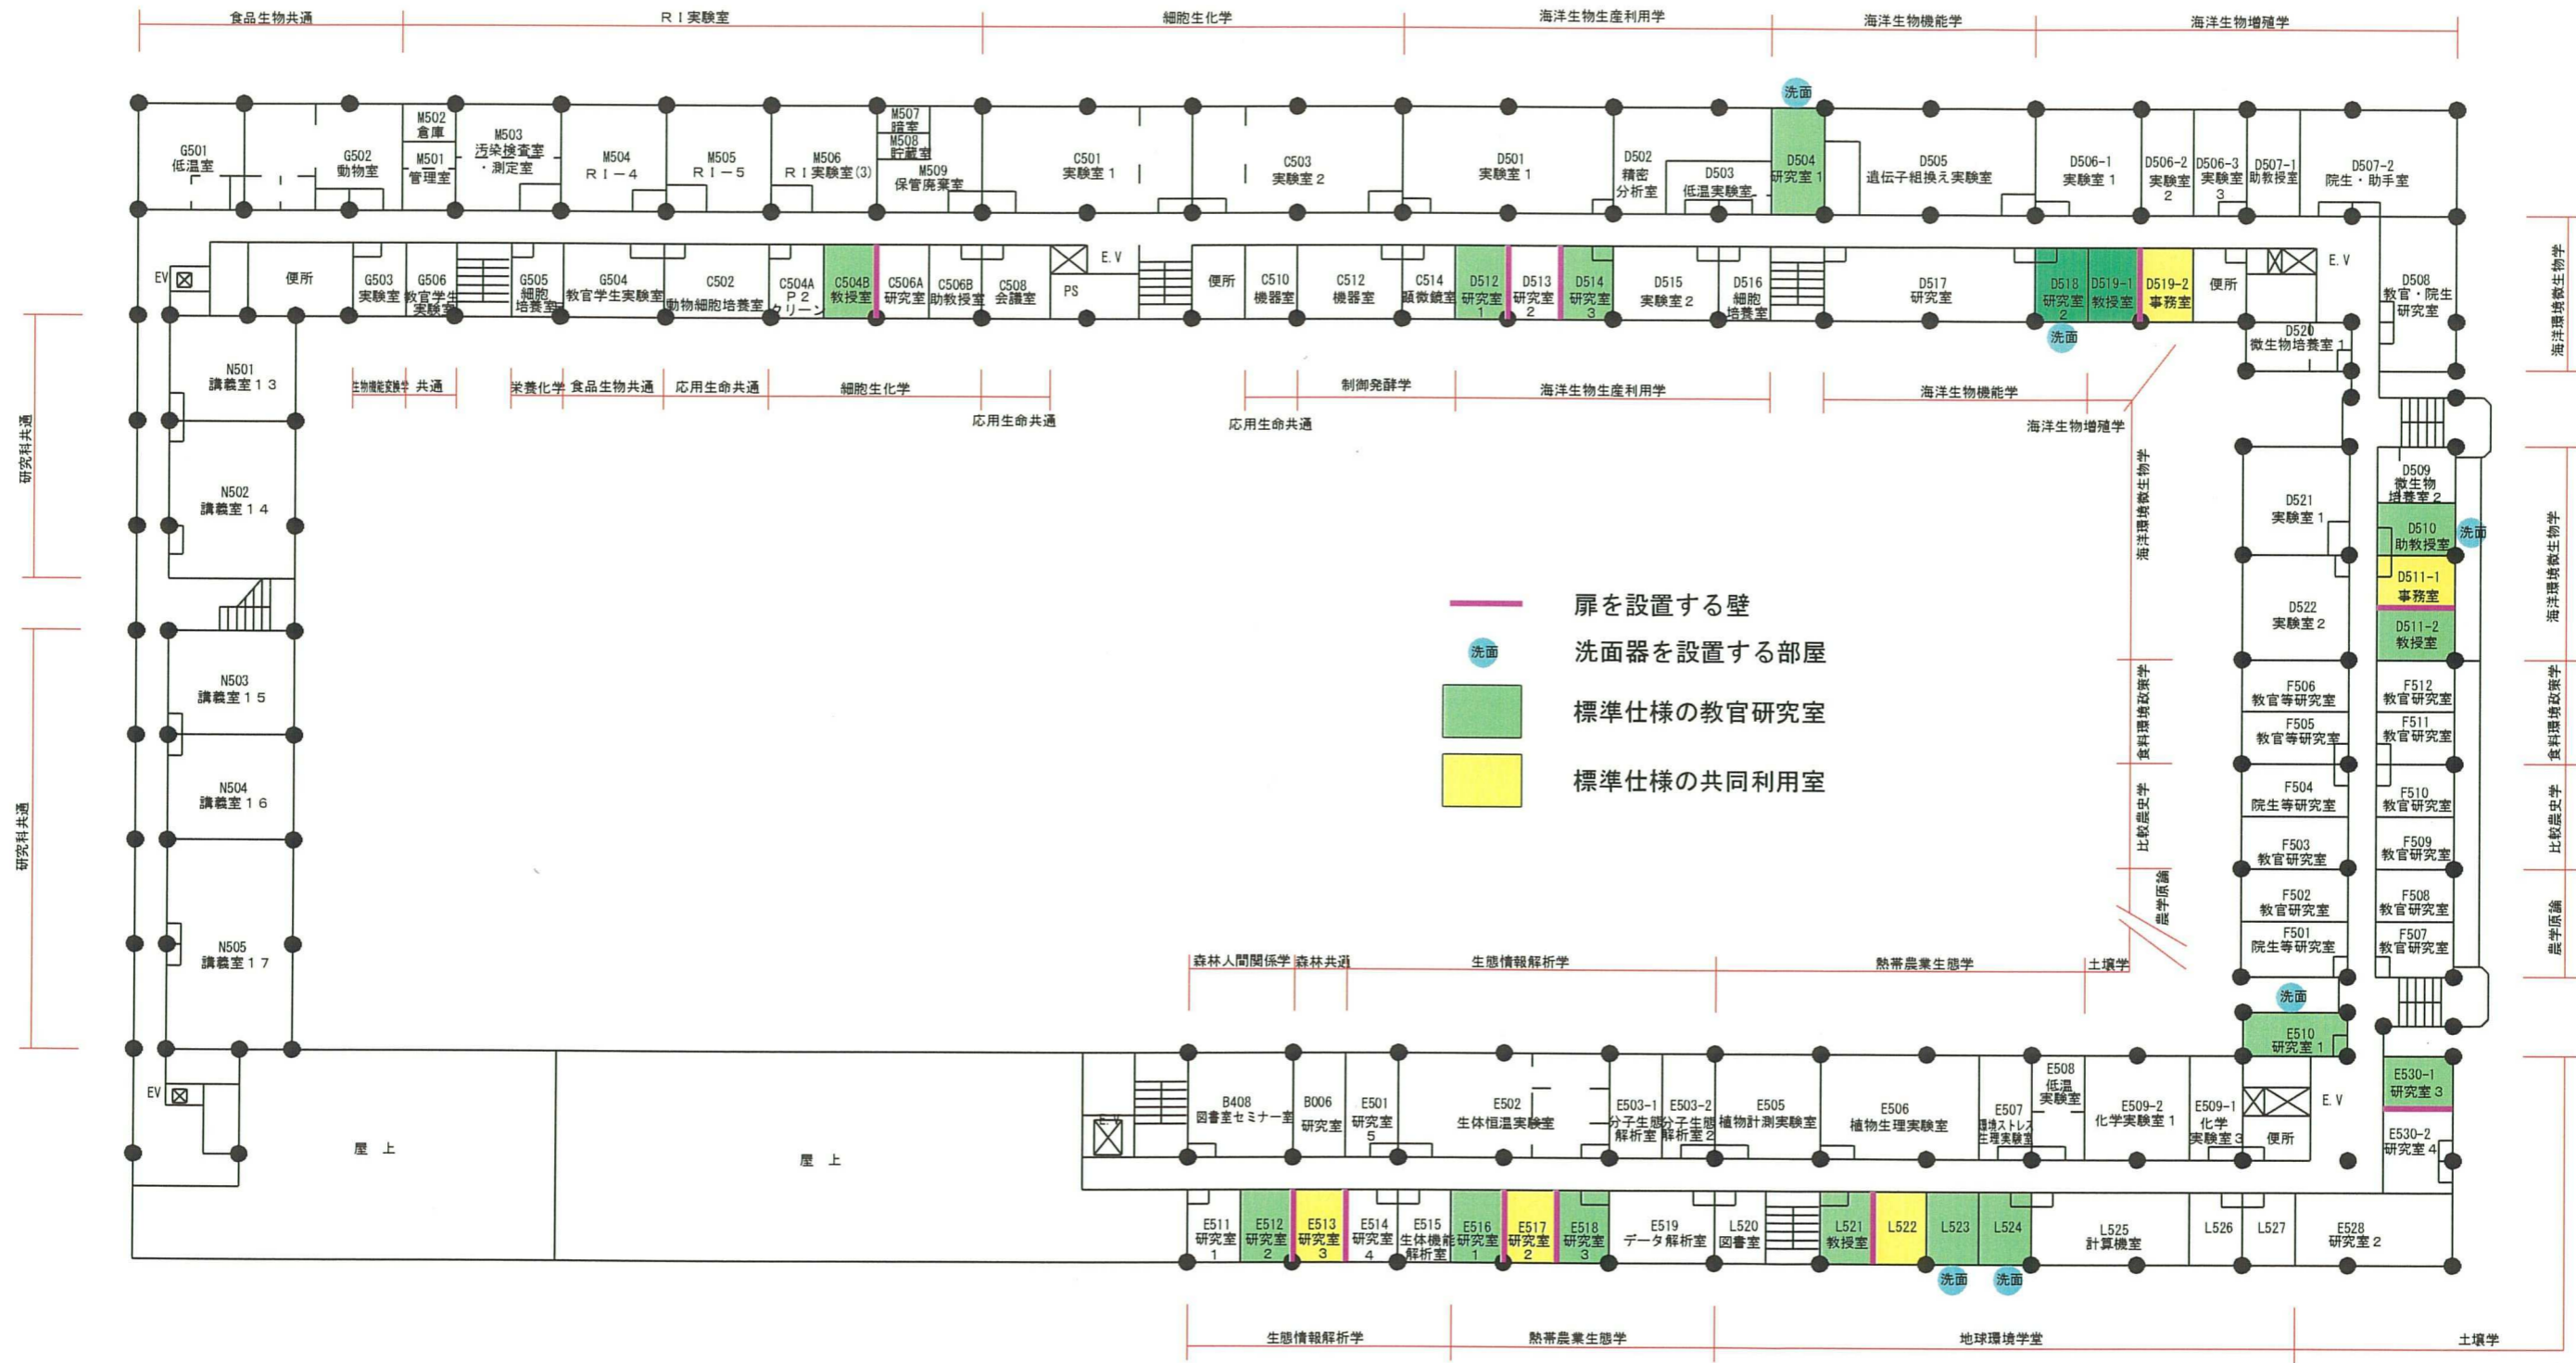 食品生物共通
ＲＩ実験室
細胞生化学
海洋生物生産利用学
海洋生物機能学
海洋生物増殖学
洗面
G501
低温室
G502
動物室
M502
倉庫
M501
管理室
M503
汚染検査室
・測定室
M504
ＲＩ－４
M505
ＲＩ－５
M506
ＲＩ実験室(3)
M507
暗室
M508
貯蔵室
M509
保管廃棄室
C501
実験室１
C503
実験室２
D501
実験室１
D502
精密
分析室
D503
低温実験室
D504
研究室１
D505
遺伝子組換え実験室
D506-1
実験室１
D506-2
実験室
2
D506-3
実験室
3
D507-1
助教授室
D507-2
院生・助手室
EV
便所
G503
実験室
G506
教官学生
実験室
G505
細胞
培養室
G504
教官学生実験室
C502
動物細胞培養室
C504A
Ｐ２
クリーン
C504B
教授室
C506A
研究室
C506B
助教授室
C508
会議室
PS
E.V
便所
C510
機器室
C512
機器室
C514
顕微鏡室
D512
研究室
1
D513
研究室
2
D514
研究室
3
D515
実験室２
D516
細胞
培養室
D517
研究室
D518
研究室
2
D519-1
教授室
D519-2
事務室
便所
E.V
D508
教官・院生
研究室
洗面
D520
微生物培養室１
海洋環境微生物学
生物機能変換学
共通
栄養化学
食品生物共通
応用生命共通
細胞生化学
応用生命共通
応用生命共通
制御発酵学
海洋生物生産利用学
海洋生物機能学
海洋生物増殖学
研究科共通
N501
講義室１３
N502
講義室１４
N503
講義室１５
N504
講義室１６
N505
講義室１７
研究科共通
扉を設置する壁
洗面
洗面器を設置する部屋
標準仕様の教官研究室
標準仕様の共同利用室
海洋環境微生物学
食料環境政策学
比較農史学
農学原論
D521
実験室１
D522
実験室２
F506
教官等研究室
F505
教官等研究室
F504
院生等研究室
F503
教官研究室
F502
教官研究室
F501
院生等研究室
D509
微生物
培養室２
D510
助教授室
洗面
D511-1
事務室
D511-2
教授室
F512
教官研究室
F511
教官研究室
F510
教官研究室
F509
教官研究室
F508
教官研究室
F507
教官研究室
海洋環境微生物学
食料環境政策学
比較農史学
農学原論
洗面
E510
研究室１
E530-1
研究室３
E530-2
研究室４
森林人間関係学
森林共通
生態情報解析学
熱帯農業生態学
土壌学
EV
屋　上
屋　上
E.V
B408
図書室セミナー室
B006
研究室
E501
研究室
5
E502
生体恒温実験室
E503-1
分子生態
解析室
E503-2
分子生態
解析室２
E505
植物計測実験室
E506
植物生理実験室
E507
環境ストレス
生理実験室
E508
低温
実験室
E509-2
化学実験室１
E509-1
化学
実験室３
便所
E.V
E511
研究室
1
E512
研究室
2
E513
研究室
3
E514
研究室
4
E515
生体機能
解析室
E516
研究室
1
E517
研究室
2
E518
研究室
3
E519
データ解析室
L520
図書室
L521
教授室
L522
L523
L524
L525
計算機室
L526
L527
E528
研究室２
洗面
洗面
生態情報解析学
熱帯農業生態学
地球環境学堂
土壌学